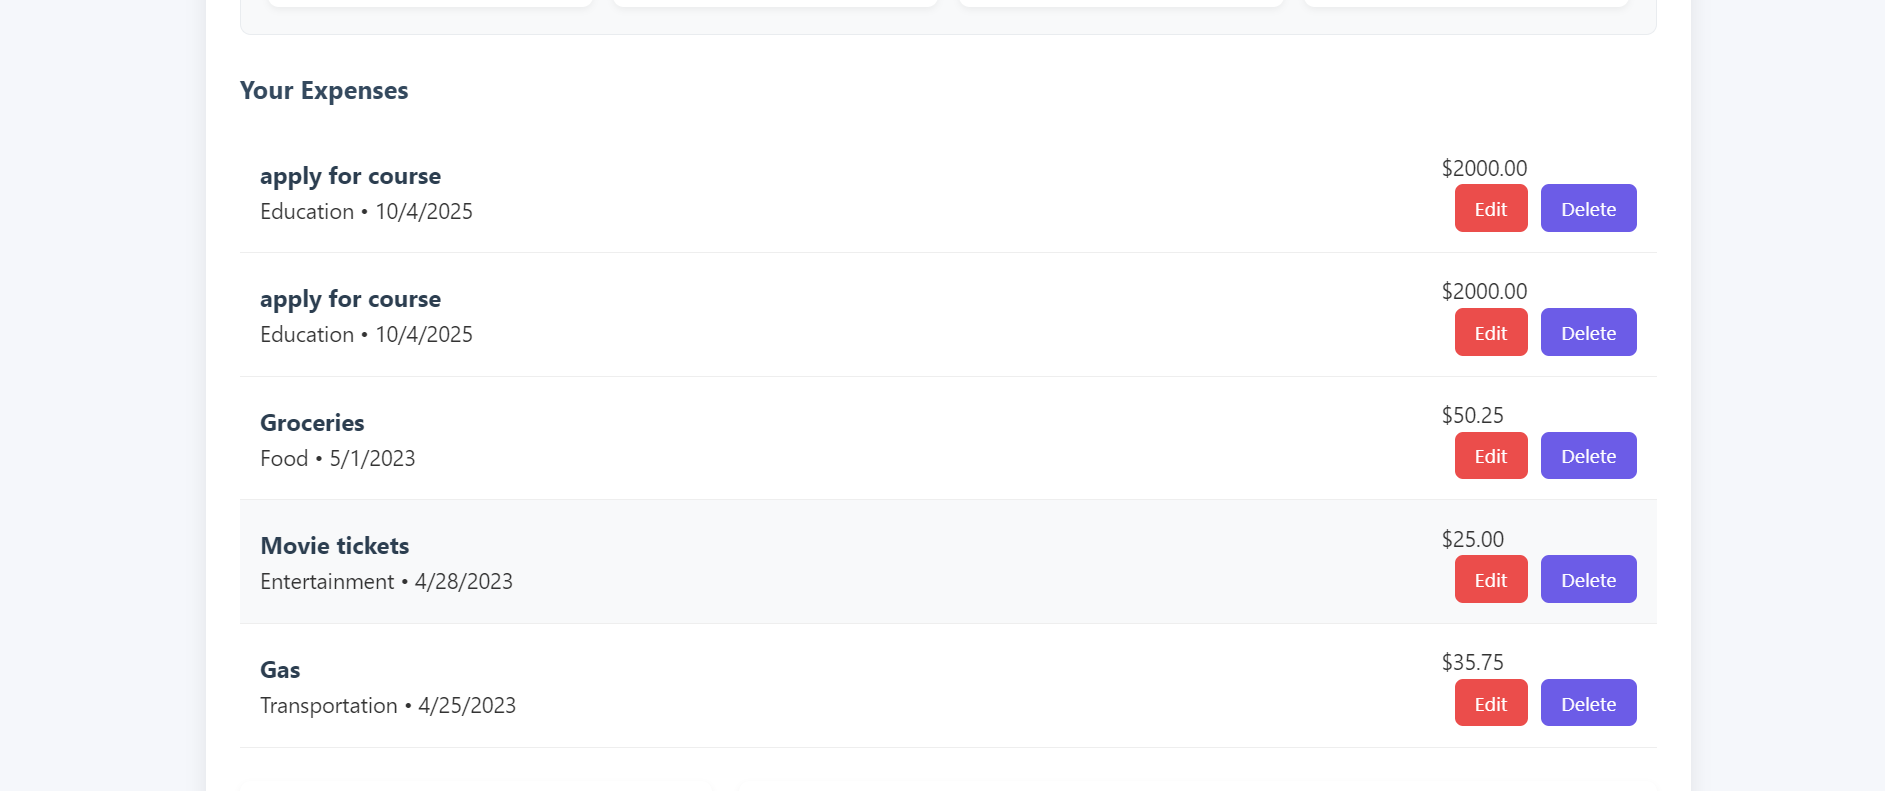 Your Expenses
apply for course
Education • 10/4/2025
$2000.00
Edit Delete
apply for course
Education • 10/4/2025
$2000.00
Edit Delete
Groceries
Food • 5/1/2023
$50.25
Edit Delete
Movie tickets
Entertainment • 4/28/2023
$25.00
Edit Delete
Gas
Transportation • 4/25/2023
$35.75
Edit Delete